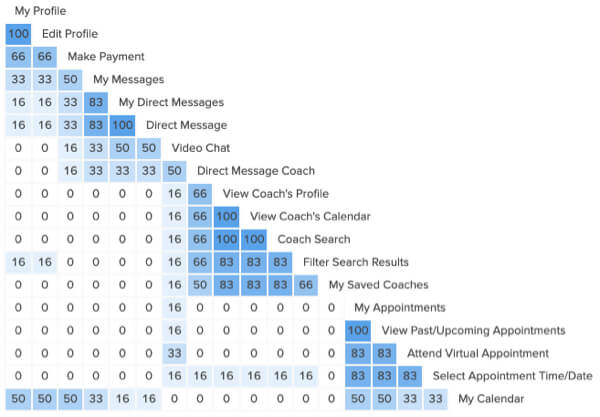 My Profile
100 Edit Profile
66 66 Make Payment
33 33 50 My Messages
16 16 33 83 My Direct Messages
16 16 33 83 100 Direct Message
0 0 16 33 50 50 Video Chat
0 0 16 33 33 33 50 Direct Message Coach
0 0 0 0 0 0 16 66 View Coach's Profile
0 0 0 0 0 0 16 66 100 View Coach's Calendar
0 0 0 0 0 0 16 66 100 100 Coach Search
16 16 0 0 0 0 16 66 83 83 83 Filter Search Results
0 0 0 0 0 0 16 50 83 83 83 66 My Saved Coaches
0 0 0 0 0 0 16 0 0 0 0 0 0 My Appointments
0 0 0 0 0 0 16 0 0 0 0 0 0 100 View Past/Upcoming Appointments
0 0 0 0 0 0 33 0 0 0 0 0 0 83 83 Attend Virtual Appointment
0 0 0 0 0 0 16 16 16 16 16 16 0 83 83 83 Select Appointment Time/Date
50 50 50 33 16 16 0 0 0 0 0 0 0 50 50 33 33 My Calendar